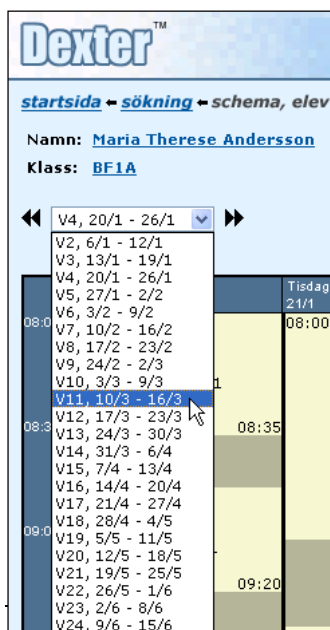 Dexter™
startsida ← sökning ← schema, elev
Namn: Maria Therese Andersson
Klass: BF1A
V4, 20/1 - 26/1
V2, 6/1 - 12/1
V3, 13/1 - 19/1
V4, 20/1 - 26/1
V5, 27/1 - 2/2
V6, 3/2 - 9/2
V7, 10/2 - 16/2
V8, 17/2 - 23/2
V9, 24/2 - 2/3
V10, 3/3 - 9/3
V11, 10/3 - 16/3
V12, 17/3 - 23/3
V13, 24/3 - 30/3
V14, 31/3 - 6/4
V15, 7/4 - 13/4
V16, 14/4 - 20/4
V17, 21/4 - 27/4
V18, 28/4 - 4/5
V19, 5/5 - 11/5
V20, 12/5 - 18/5
V21, 19/5 - 25/5
V22, 26/5 - 1/6
V23, 2/6 - 8/6
V24, 9/6 - 15/6
Tisdag
21/1
08:00
08:35
09:20